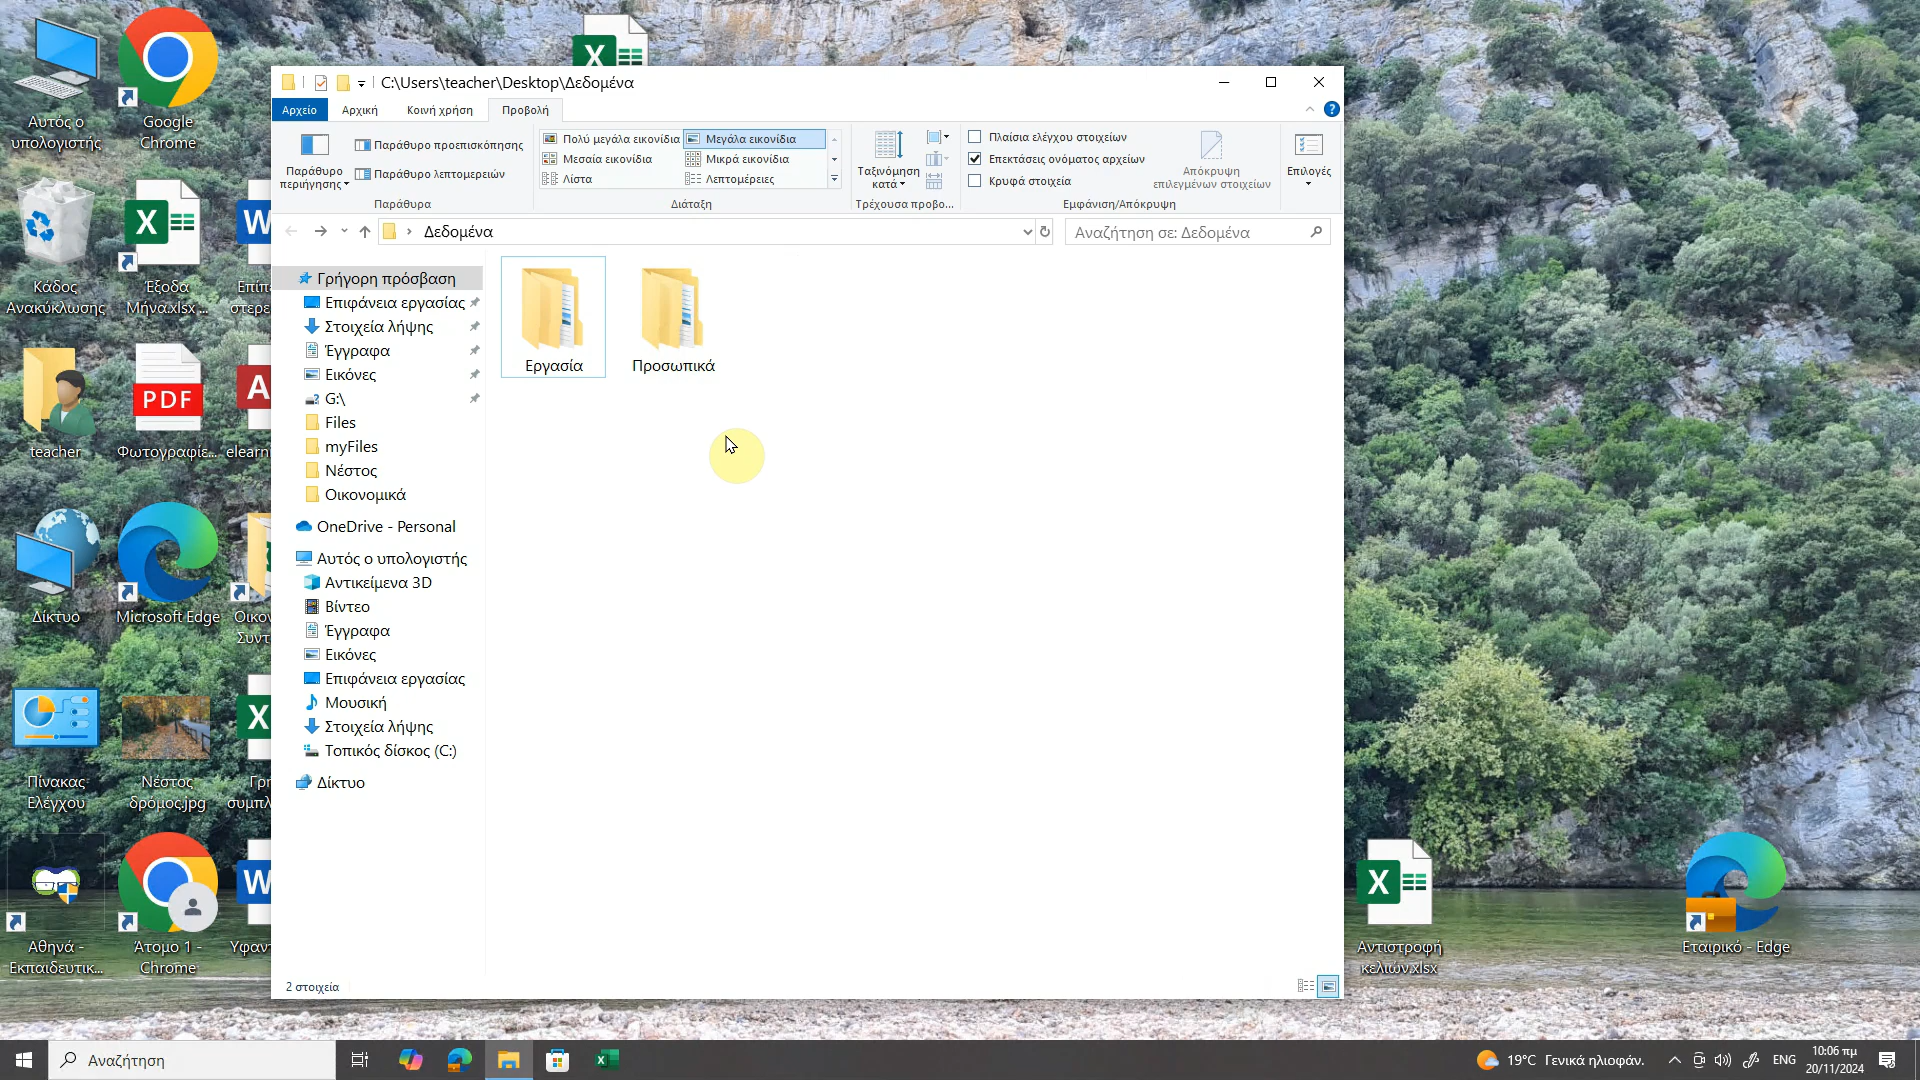 C:\Users\teacher\Desktop\Δεδομένα
Αρχείο
Αρχική
Κοινή χρήση
Προβολή
Παράθυρο περιήγησης
Παράθυρο προεπισκόπησης
Παράθυρο λεπτομερειών
Παράθυρα
Πολύ μεγάλα εικονίδια
Μεγάλα εικονίδια
Μεσαία εικονίδια
Μικρά εικονίδια
Λίστα
Λεπτομέρειες
Διάταξη
Ταξινόμηση κατά
Τρέχουσα προβο...
Πλαίσια ελέγχου στοιχείων
Επεκτάσεις ονόματος αρχείων
Κρυφά στοιχεία
Απόκρυψη επιλεγμένων στοιχείων
Εμφάνιση/Απόκρυψη
Επιλογές
Δεδομένα
Αναζήτηση σε: Δεδομένα
Γρήγορη πρόσβαση
Επιφάνεια εργασίας
Στοιχεία λήψης
Έγγραφα
Εικόνες
G:\
Files
myFiles
Νέστος
Οικονομικά
OneDrive - Personal
Αυτός ο υπολογιστής
Αντικείμενα 3D
Βίντεο
Έγγραφα
Εικόνες
Επιφάνεια εργασίας
Μουσική
Στοιχεία λήψης
Τοπικός δίσκος (C:)
Δίκτυο
Εργασία
Προσωπικά
2 στοιχεία
Αυτός ο
υπολογιστής
Google
Chrome
Κάδος
Ανακύκλωσης
Έξοδα
Μήνα.xlsx ...
Επίπε
στερε
teacher
PDF
Φωτογραφίε...
elearn
Δίκτυο
Microsoft Edge
Οικον
Συντ
Πίνακας
Ελέγχου
Νέστος
δρόμος.jpg
Γρή
συμπλ
Αθηνά -
Εκπαιδευτικ...
Άτομο 1 -
Chrome
Υφαντ
Αντιστροφή
κελιών.xlsx
Εταιρικό - Edge
Αναζήτηση
19°C Γενικά ηλιοφάν.
ENG
10:06 πμ
20/11/2024